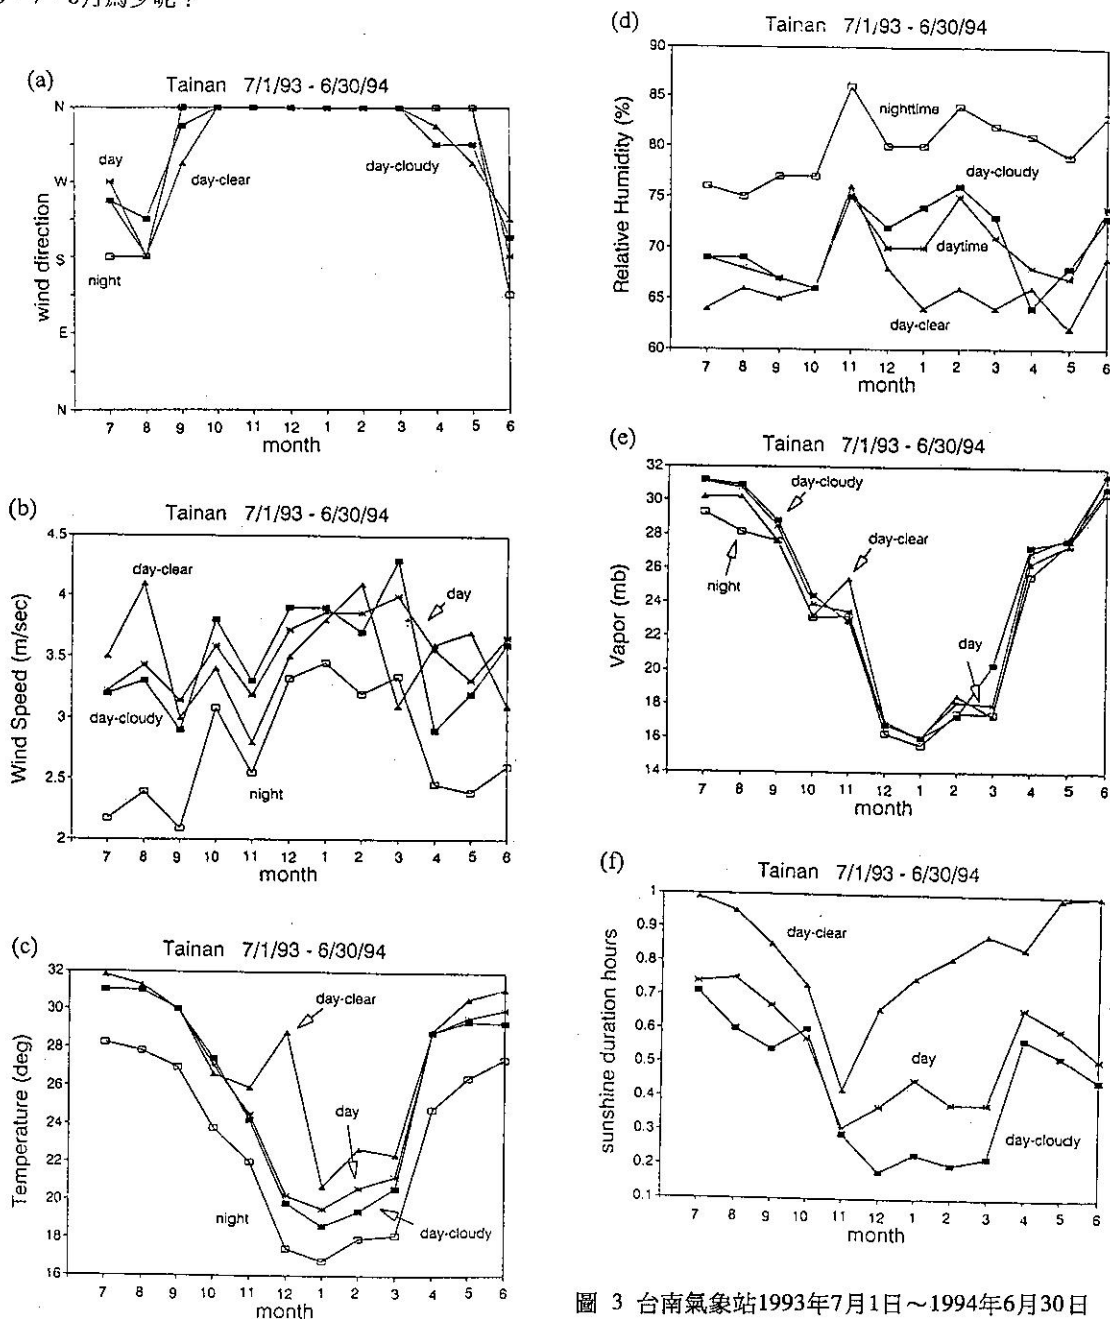 (a)
Tainan 7/1/93 - 6/30/94
wind direction
N
W
S
E
N
day
day-clear
day-cloudy
night
7 8 9 10 11 12 1 2 3 4 5 6
month
(b)
Tainan 7/1/93 - 6/30/94
Wind Speed (m/sec)
4.5
4
3.5
3
2.5
2
day-clear
day
day-cloudy
night
7 8 9 10 11 12 1 2 3 4 5 6
month
(c)
Tainan 7/1/93 - 6/30/94
Temperature (deg)
32
30
28
26
24
22
20
18
16
day-clear
day
night
day-cloudy
7 8 9 10 11 12 1 2 3 4 5 6
month
(d)
Tainan 7/1/93 - 6/30/94
Relative Humidity (%)
90
85
80
75
70
65
60
nighttime
day-cloudy
daytime
day-clear
7 8 9 10 11 12 1 2 3 4 5 6
month
(e)
Tainan 7/1/93 - 6/30/94
Vapor (mb)
32
30
28
26
24
22
20
18
16
14
day-cloudy
day-clear
night
day
7 8 9 10 11 12 1 2 3 4 5 6
month
(f)
Tainan 7/1/93 - 6/30/94
sunshine duration hours
1
0.9
0.8
0.7
0.6
0.5
0.4
0.3
0.2
0.1
day-clear
day
day-cloudy
7 8 9 10 11 12 1 2 3 4 5 6
month
圖 3 台南氣象站1993年7月1日～1994年6月30日